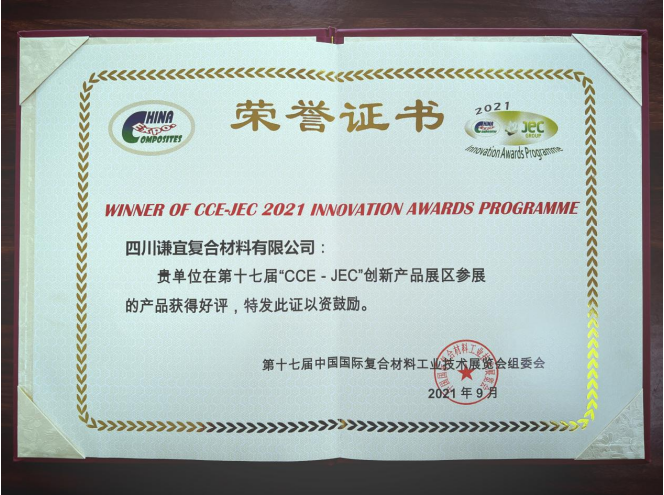 荣誉证书
CHINA
EXPO.
COMPOSITES
2021
CHINA
EXPO
COMPOSITES
JEC
GROUP
Innovation Awards Programme
WINNER OF CCE-JEC 2021 INNOVATION AWARDS PROGRAMME
四川谦宜复合材料有限公司：
贵单位在第十七届“CCE - JEC”创新产品展区参展
的产品获得好评，特发此证以资鼓励。
第十七届中国国际复合材料工业技术展览会组委会
2021 年 9 月